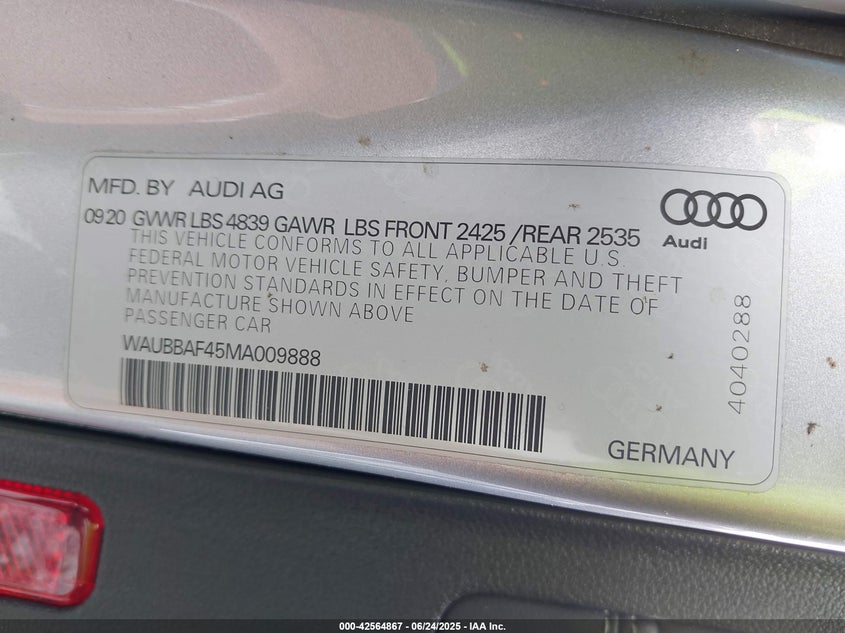 MFD. BY AUDI AG
Audi
0920 GVWR LBS 4839 GAWR LBS FRONT 2425 /REAR 2535
THIS VEHICLE CONFORMS TO ALL APPLICABLE U.S.
FEDERAL MOTOR VEHICLE SAFETY, BUMPER AND THEFT
PREVENTION STANDARDS IN EFFECT ON THE DATE OF
MANUFACTURE SHOWN ABOVE
PASSENGER CAR
WAUBBAF45MA009888
4040288
GERMANY
000-42564867 - 06/24/2025 - IAA Inc.